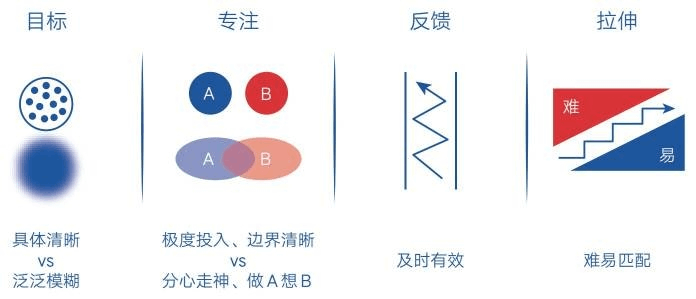 目标
专注
反馈
拉伸
A
B
A
B
难
易
具体清晰
vs
泛泛模糊
极度投入、边界清晰
vs
分心走神、做A想B
及时有效
难易匹配